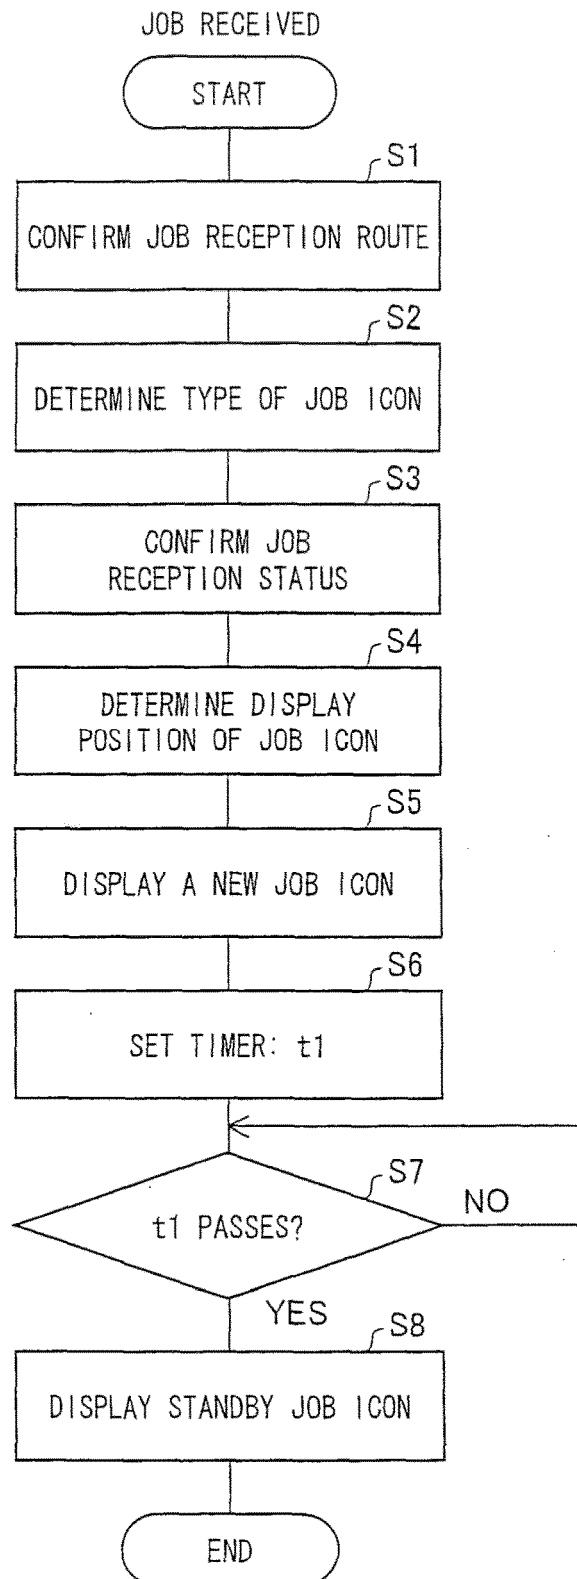 JOB RECEIVED
START
S1
CONFIRM JOB RECEPTION ROUTE
S2
DETERMINE TYPE OF JOB ICON
S3
CONFIRM JOB
RECEPTION STATUS
S4
DETERMINE DISPLAY
POSITION OF JOB ICON
S5
DISPLAY A NEW JOB ICON
S6
SET TIMER: t1
S7
t1 PASSES?
NO
YES
S8
DISPLAY STANDBY JOB ICON
END